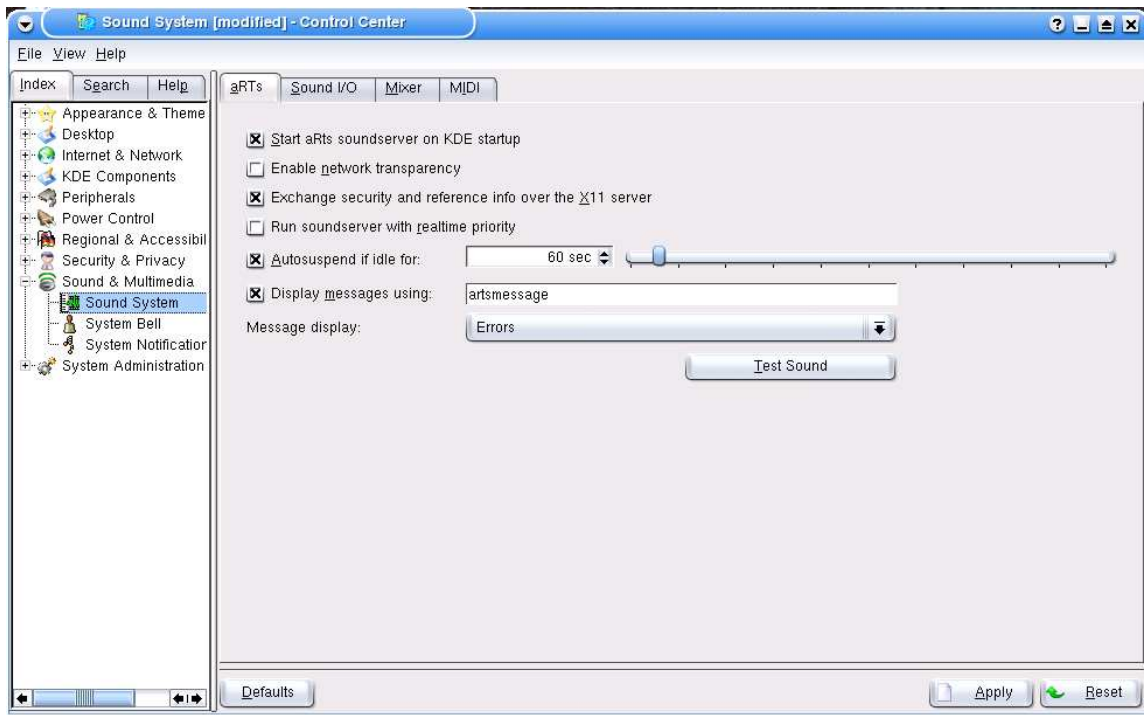 Sound System [modified] - Control Center
File View Help
Index Search Help
Appearance & Theme
Desktop
Internet & Network
KDE Components
Peripherals
Power Control
Regional & Accessibil
Security & Privacy
Sound & Multimedia
Sound System
System Bell
System Notification
System Administration
aRTs Sound I/O Mixer MIDI
Start aRts soundserver on KDE startup
Enable network transparency
Exchange security and reference info over the X11 server
Run soundserver with realtime priority
Autosuspend if idle for: 60 sec
Display messages using: artsmessage
Message display: Errors
Test Sound
Defaults Apply Reset